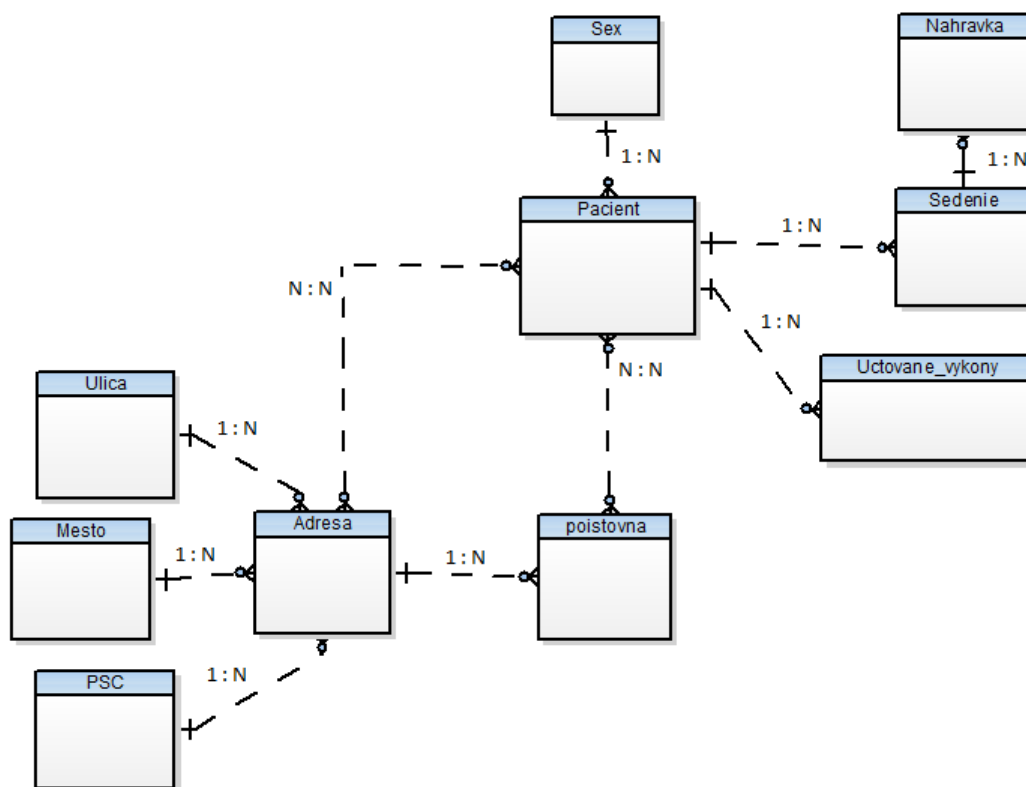 Sex
Nahravka
1:N
1:N
Pacient
Sedenie
1:N
N:N
1:N
Uctovane_vykony
N:N
Ulica
1:N
Adresa
poistovna
Mesto
1:N
1:N
PSC
1:N